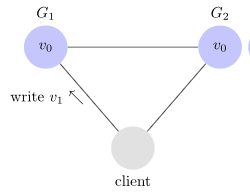 G₁ G₂
v₀ v₀
write v₁
client